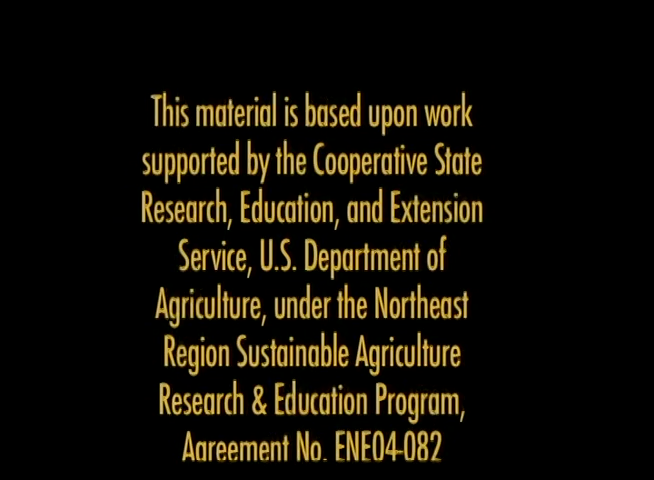 This material is based upon work
supported by the Cooperative State
Research, Education, and Extension
Service, U.S. Department of
Agriculture, under the Northeast
Region Sustainable Agriculture
Research & Education Program,
Agreement No. ENE04-082